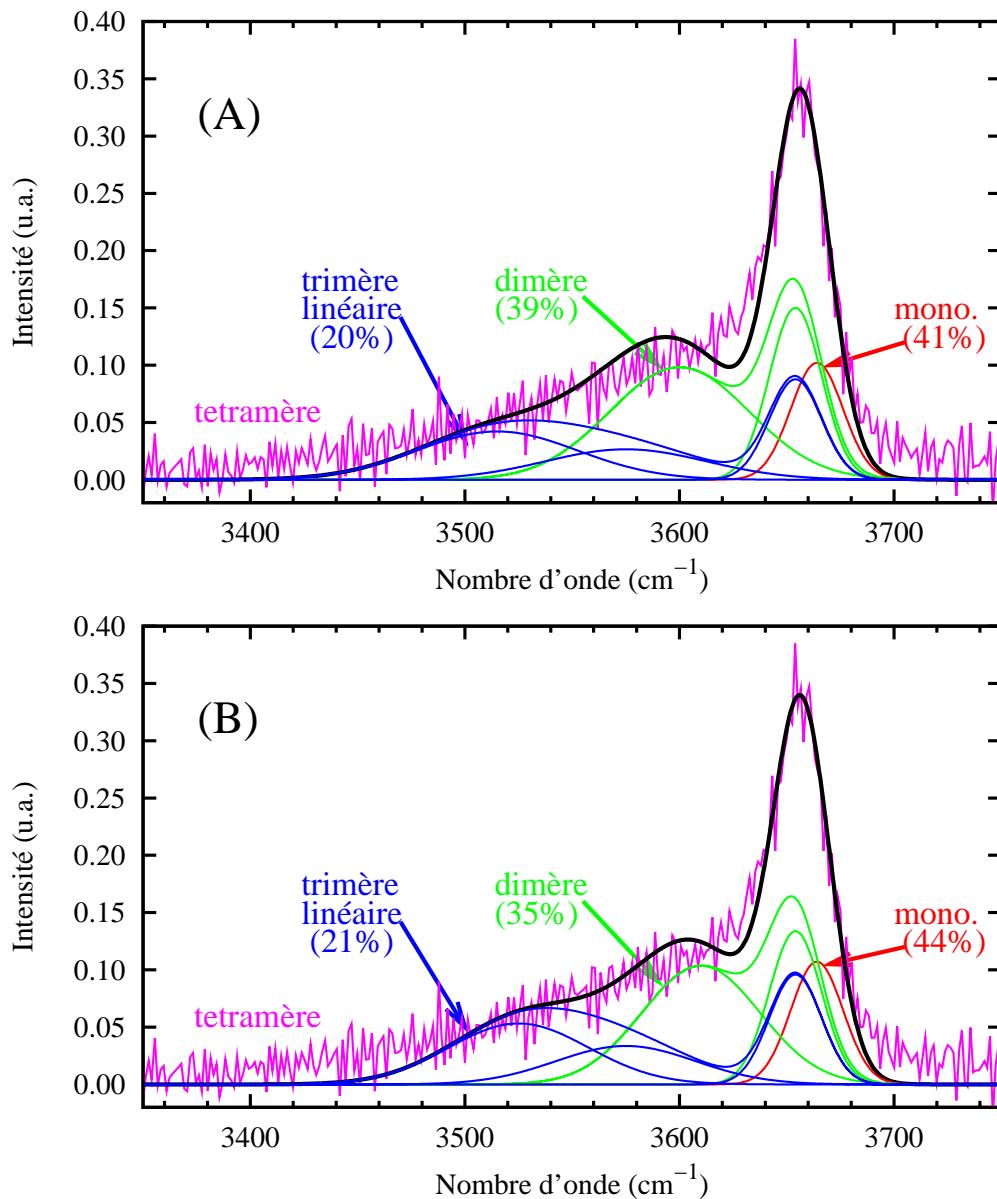 0.40
0.35
0.30
0.25
0.20
0.15
0.10
0.05
0.00
Intensité (u.a.)
(A)
trimère
linéaire
(20%)
dimère
(39%)
mono.
(41%)
tetramère
3400 3500 3600 3700
Nombre d'onde (cm⁻¹)
0.40
0.35
0.30
0.25
0.20
0.15
0.10
0.05
0.00
Intensité (u.a.)
(B)
trimère
linéaire
(21%)
dimère
(35%)
mono.
(44%)
tetramère
3400 3500 3600 3700
Nombre d'onde (cm⁻¹)